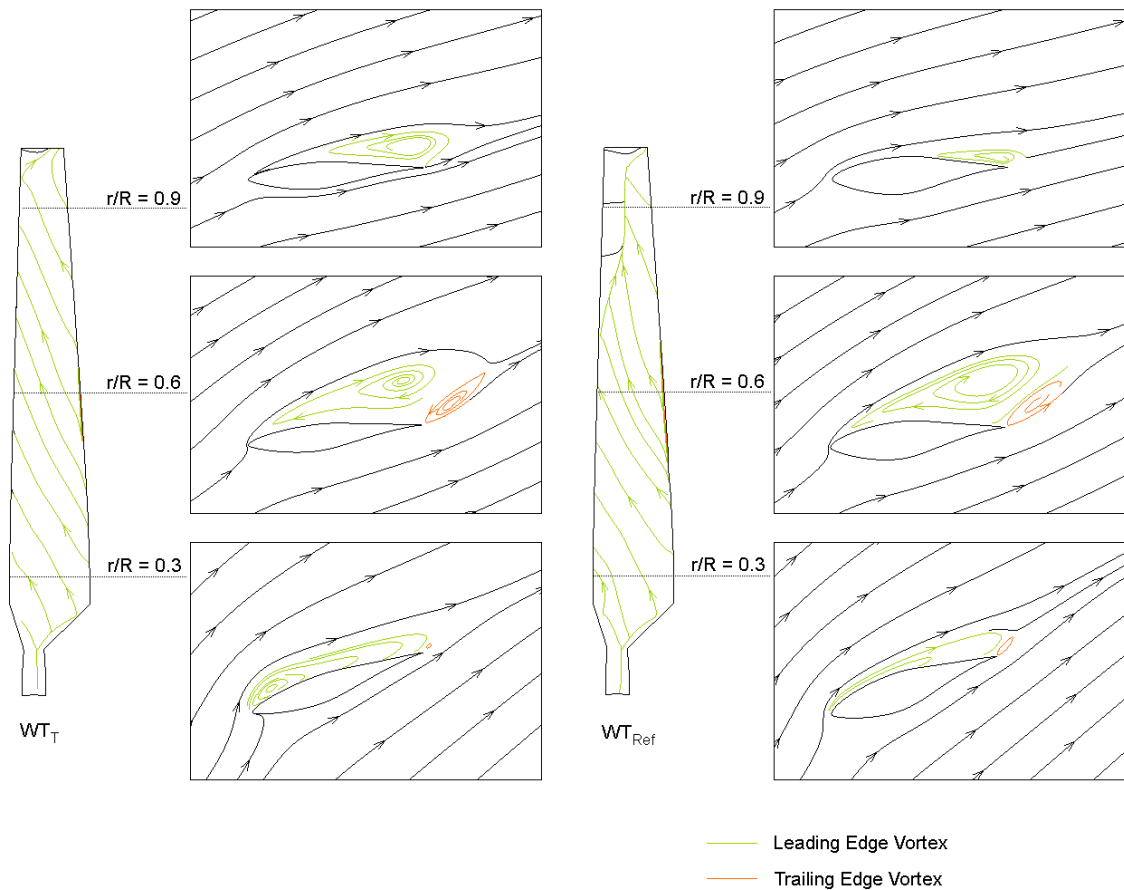 r/R = 0.9
r/R = 0.9
r/R = 0.6
r/R = 0.6
r/R = 0.3
r/R = 0.3
WT_T
WT_Ref
Leading Edge Vortex
Trailing Edge Vortex